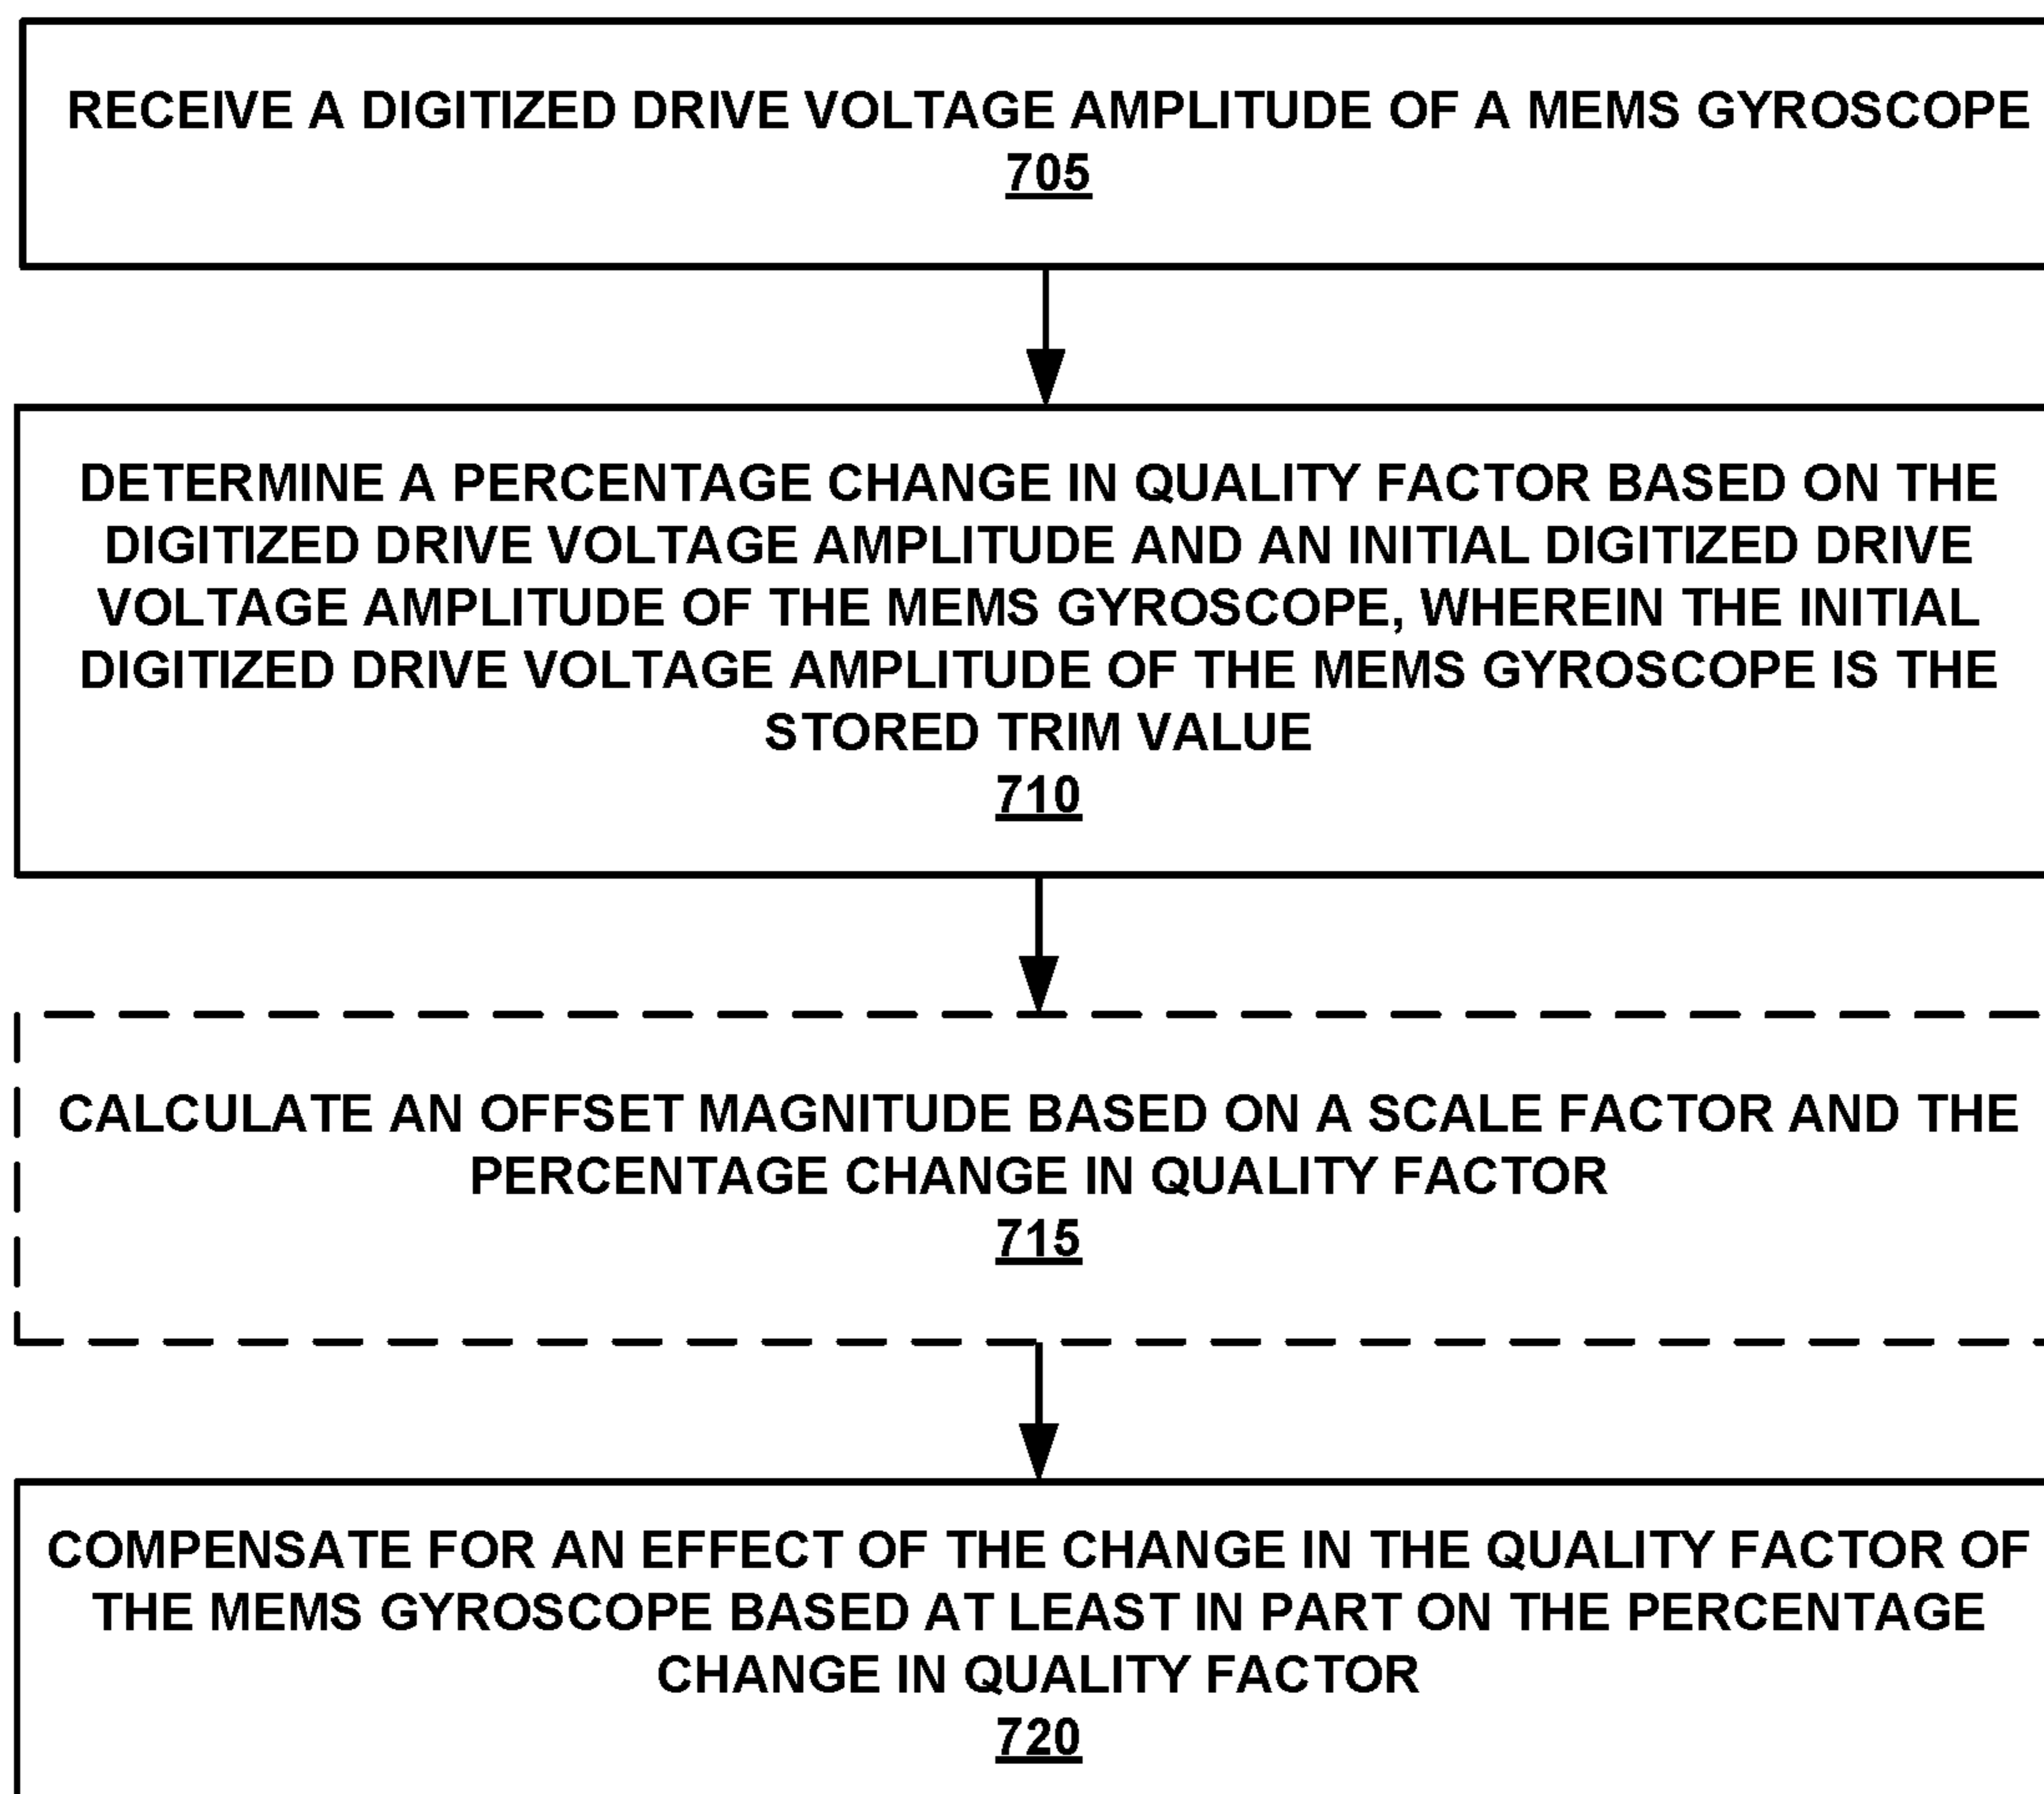 RECEIVE A DIGITIZED DRIVE VOLTAGE AMPLITUDE OF A MEMS GYROSCOPE
705
DETERMINE A PERCENTAGE CHANGE IN QUALITY FACTOR BASED ON THE
DIGITIZED DRIVE VOLTAGE AMPLITUDE AND AN INITIAL DIGITIZED DRIVE
VOLTAGE AMPLITUDE OF THE MEMS GYROSCOPE, WHEREIN THE INITIAL
DIGITIZED DRIVE VOLTAGE AMPLITUDE OF THE MEMS GYROSCOPE IS THE
STORED TRIM VALUE
710
CALCULATE AN OFFSET MAGNITUDE BASED ON A SCALE FACTOR AND THE
PERCENTAGE CHANGE IN QUALITY FACTOR
715
COMPENSATE FOR AN EFFECT OF THE CHANGE IN THE QUALITY FACTOR OF
THE MEMS GYROSCOPE BASED AT LEAST IN PART ON THE PERCENTAGE
CHANGE IN QUALITY FACTOR
720